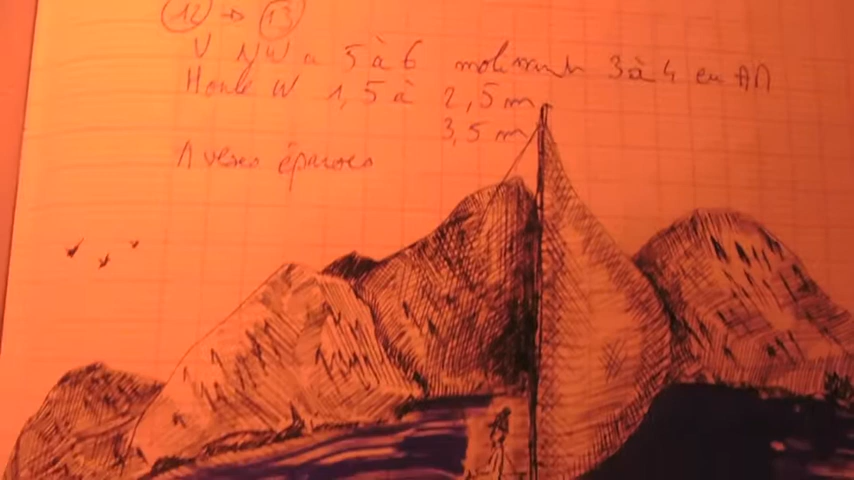 12 → 13
V NW 5 à 6 mollissant 3 à 4 en AM
Houle W 1,5 à 2,5 m
3,5 m
Averses éparses